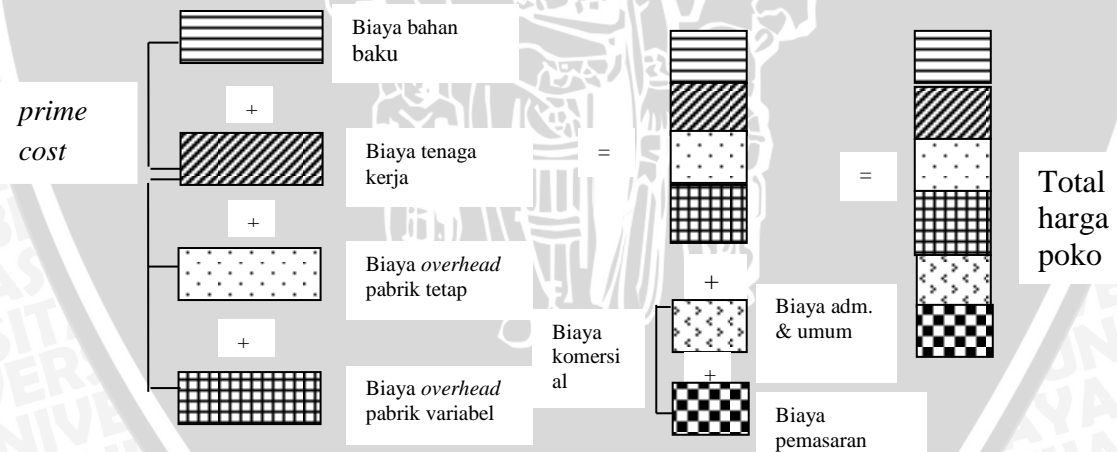 Biaya bahan
baku
+
prime
cost
Biaya tenaga
kerja
+
Biaya overhead
pabrik tetap
+
Biaya overhead
pabrik variabel
=
+
Biaya
komersi
al
Biaya adm.
& umum
+
Biaya
pemasaran
=
Total
harga
poko